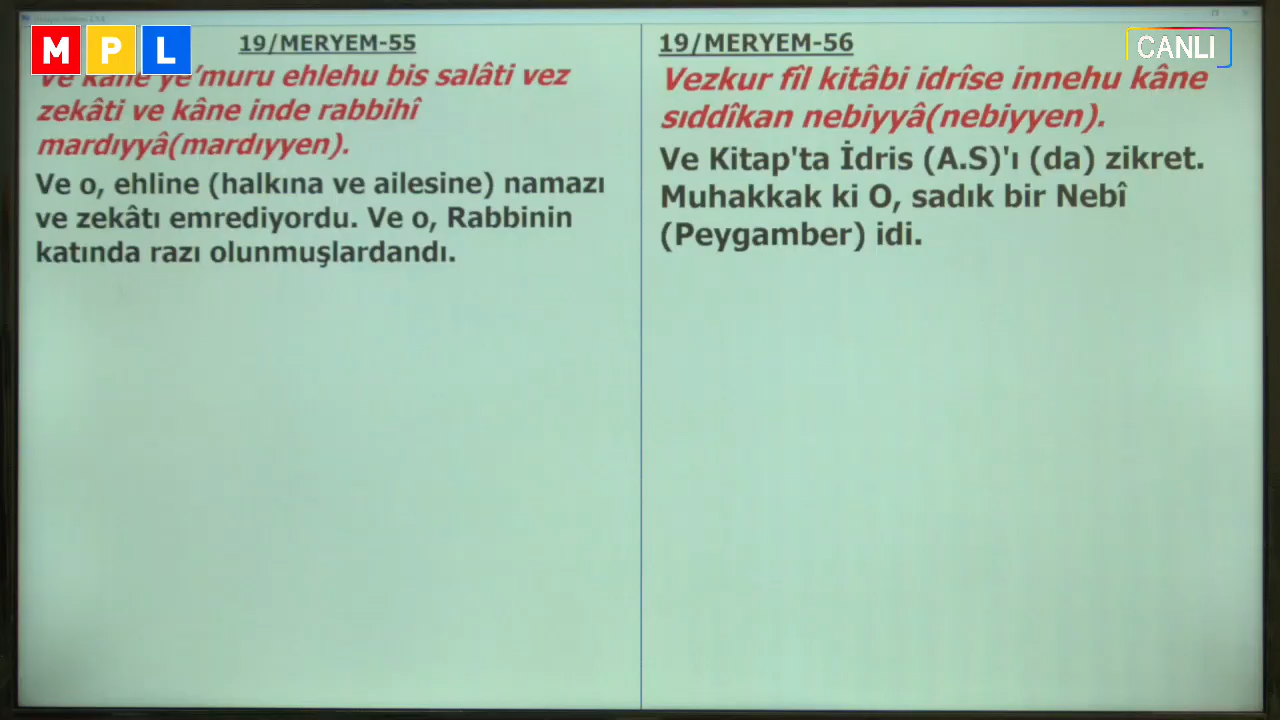 MPL
19/MERYEM-55
Ve kâne ye'muru ehlehu bis salâti vez
zekâti ve kâne inde rabbihî
mardıyyâ(mardıyyen).
Ve o, ehline (halkına ve ailesine) namazı
ve zekâtı emrediyordu. Ve o, Rabbinin
katında razı olunmuşlardandı.
CANLI
19/MERYEM-56
Vezkur fîl kitâbi idrîse innehu kâne
sıddîkan nebiyyâ(nebiyyen).
Ve Kitap'ta İdris (A.S)'ı (da) zikret.
Muhakkak ki O, sadık bir Nebî
(Peygamber) idi.